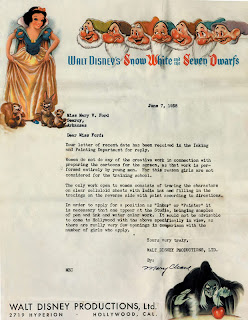 WALT DISNEY'S Snow White AND THE Seven Dwarfs
June 7, 1938
Miss Mary V. Ford
Searcy,
Arkansas
Dear Miss Ford:
Your letter of recent date has been received in the Inking
and Painting Department for reply.
Women do not do any of the creative work in connection with
preparing the cartoons for the screen, as that work is per-
formed entirely by young men. For this reason girls are not
considered for the training school.
The only work open to women consists of tracing the characters
on clear celluloid sheets with India ink and filling in the
tracings on the reverse side with paint according to directions.
In order to apply for a position as "Inker" or "Painter" it
is necessary that one appear at the Studio, bringing samples
of pen and ink and water color work. It would not be advisable
to come to Hollywood with the above specifically in view, as
there are really very few openings in comparison with the
number of girls who apply.
Yours very truly,
WALT DISNEY PRODUCTIONS, LTD.
By:
Mary
WALT DISNEY PRODUCTIONS, Ltd.
2719 HYPERION HOLLYWOOD, CAL.